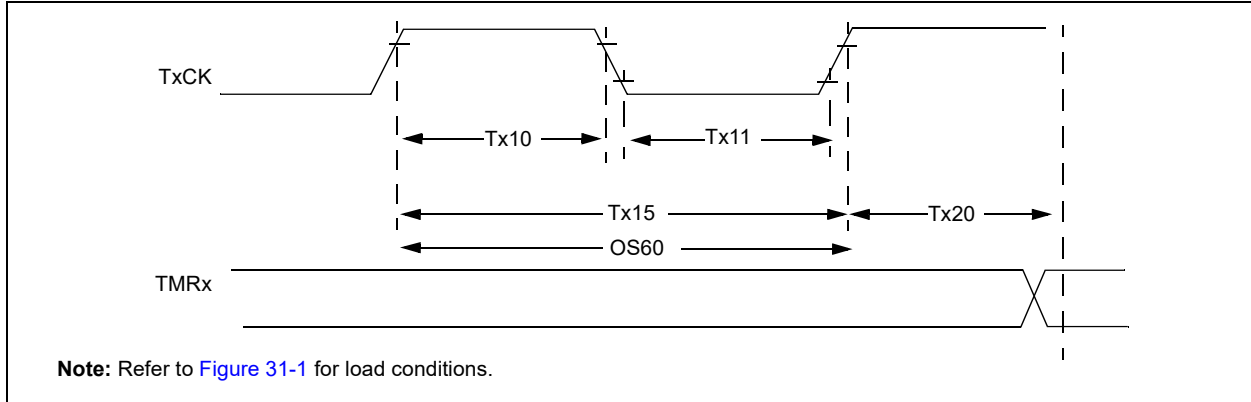 TxCK
Tx10
Tx11
Tx15
Tx20
OS60
TMRx
Note: Refer to Figure 31-1 for load conditions.